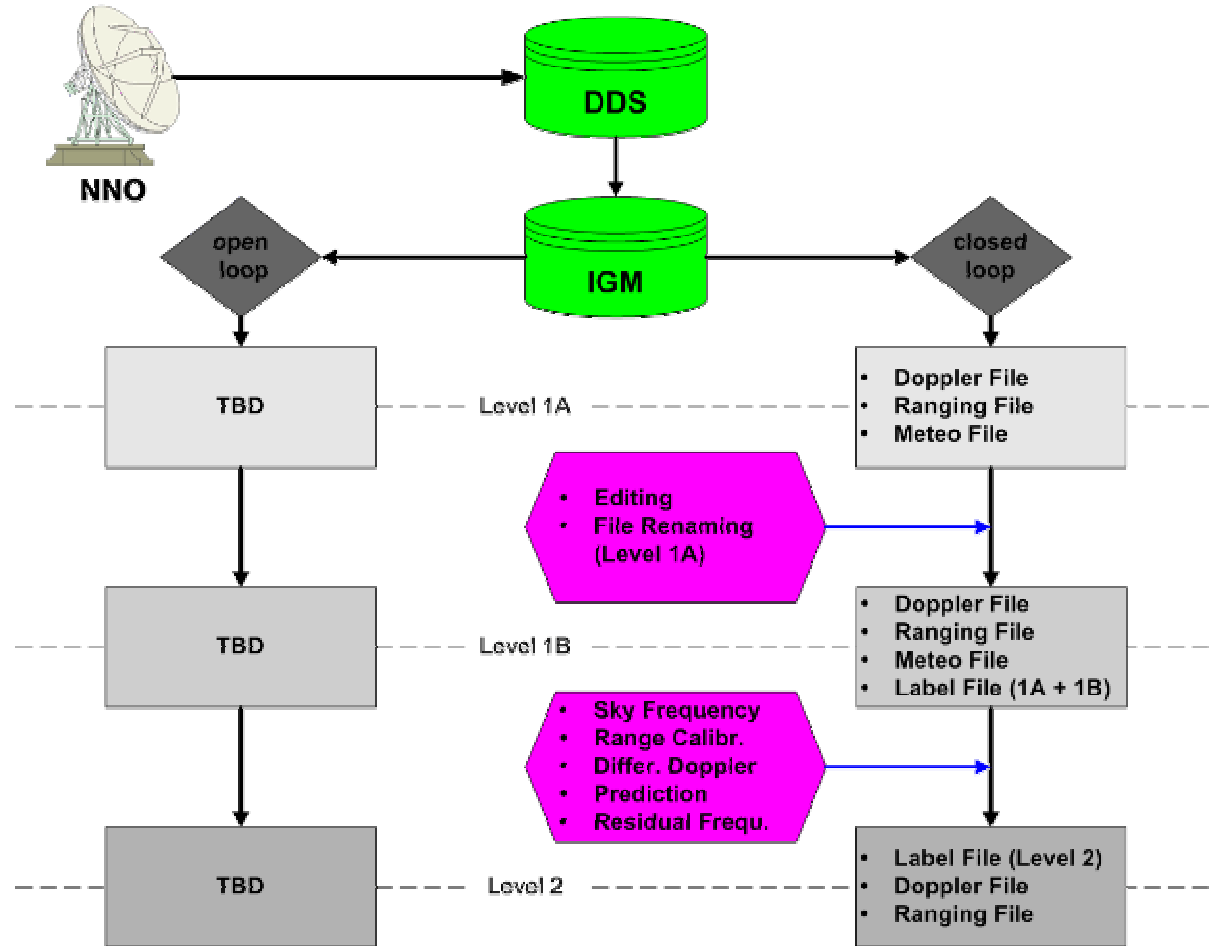 DDS
NNO
open
loop
IGM
closed
loop
TBD
Level 1A
• Doppler File
• Ranging File
• Meteo File
• Editing
• File Renaming
(Level 1A)
TBD
Level 1B
• Doppler File
• Ranging File
• Meteo File
• Label File (1A + 1B)
• Sky Frequency
• Range Calibr.
• Differ. Doppler
• Prediction
• Residual Frequ.
TBD
Level 2
• Label File (Level 2)
• Doppler File
• Ranging File